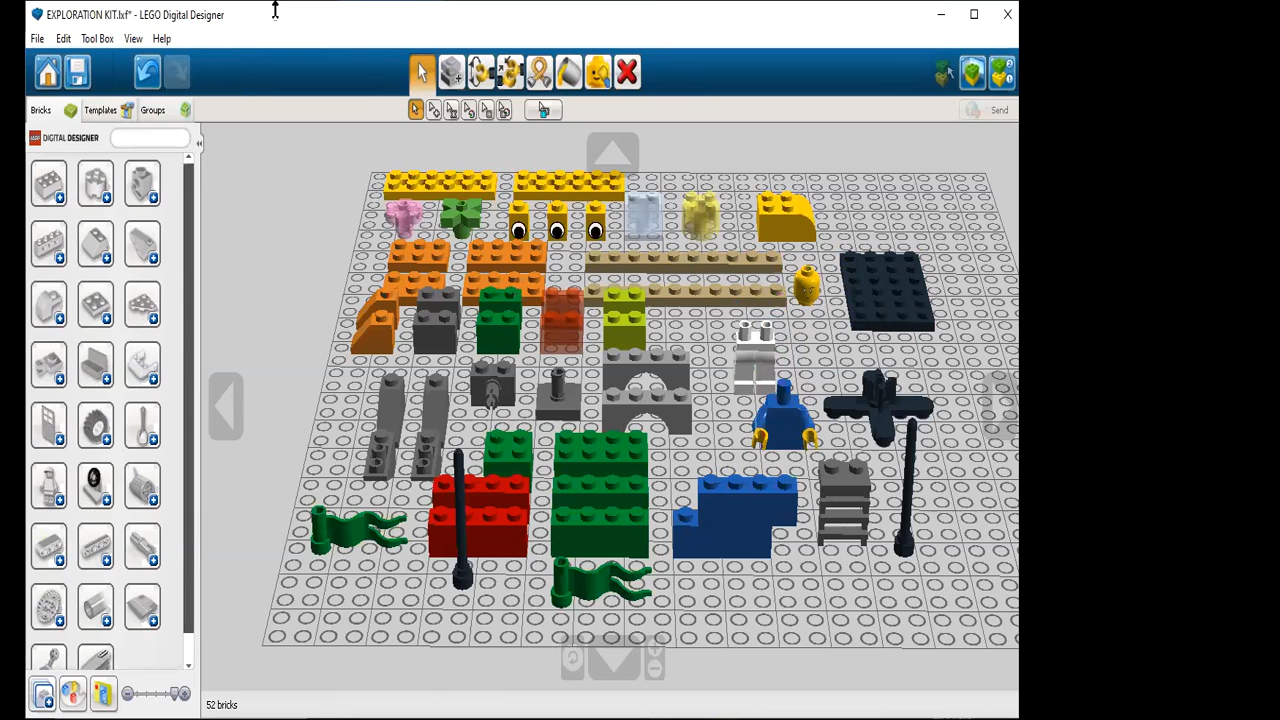 EXPLORATION KIT.lxf* - LEGO Digital Designer
File Edit Tool Box View Help
Bricks Templates Groups Send
LEGO DIGITAL DESIGNER
52 bricks